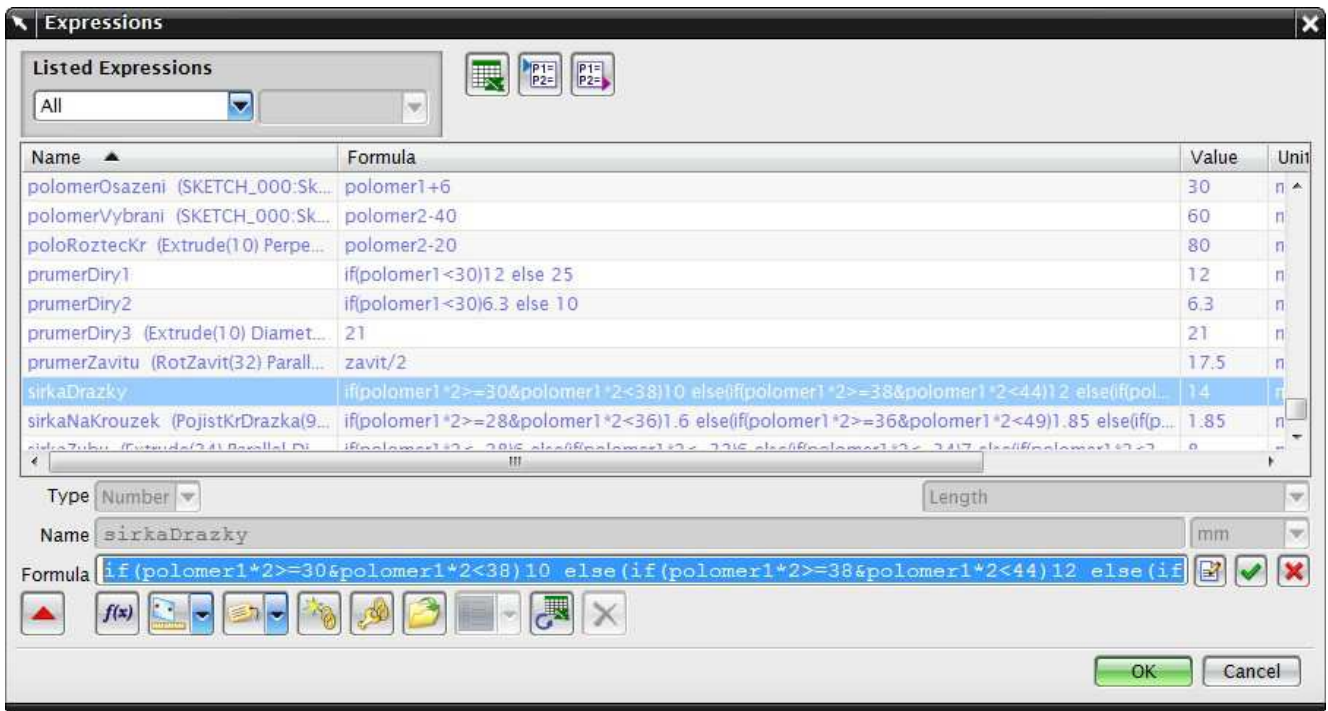 Expressions
Listed Expressions
All
P1=
P2=
P1=
P2=
Name Formula Value Unit
polomerOsazeni (SKETCH_000:Sk... polomer1+6 30
polomerVybrani (SKETCH_000:Sk... polomer2-40 60
poloRoztecKr (Extrude(10) Perpe... polomer2-20 80
prumerDiry1 if(polomer1<30)12 else 25 12
prumerDiry2 if(polomer1<30)6.3 else 10 6.3
prumerDiry3 (Extrude(10) Diamet... 21 21
prumerZavitu (RotZavit(32) Parall... zavit/2 17.5
sirkaDrazky if(polomer1*2>=30&polomer1*2<38)10 else(if(polomer1*2>=38&polomer1*2<44)12 else(if(pol... 14
sirkaNaKrouzek (PojistKrDrazka(9... if(polomer1*2>=28&polomer1*2<36)1.6 else(if(polomer1*2>=36&polomer1*2<49)1.85 else(if(p... 1.85
Type Number Length
Name sirkaDrazky mm
Formula if(polomer1*2>=30&polomer1*2<38)10 else(if(polomer1*2>=38&polomer1*2<44)12 else(if
f(x)
OK Cancel